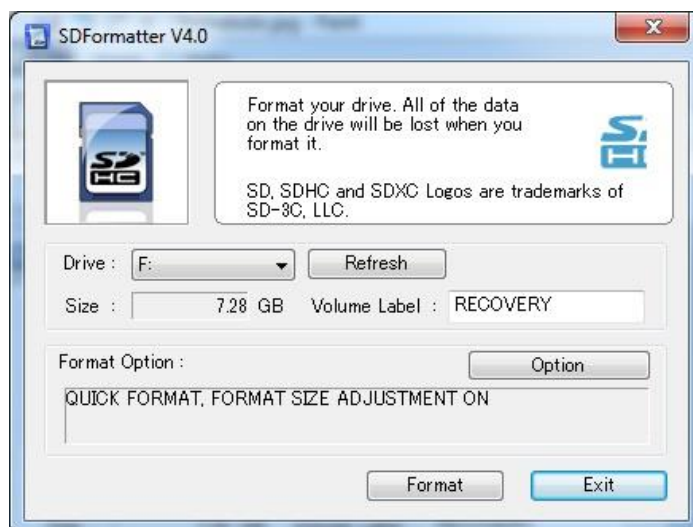 SDFormatter V4.0
Format your drive. All of the data
on the drive will be lost when you
format it.
SD, SDHC and SDXC Logos are trademarks of
SD-3C, LLC.
SD
HC
Drive : F: Refresh
Size : 7.28 GB Volume Label : RECOVERY
Format Option : Option
QUICK FORMAT, FORMAT SIZE ADJUSTMENT ON
Format Exit